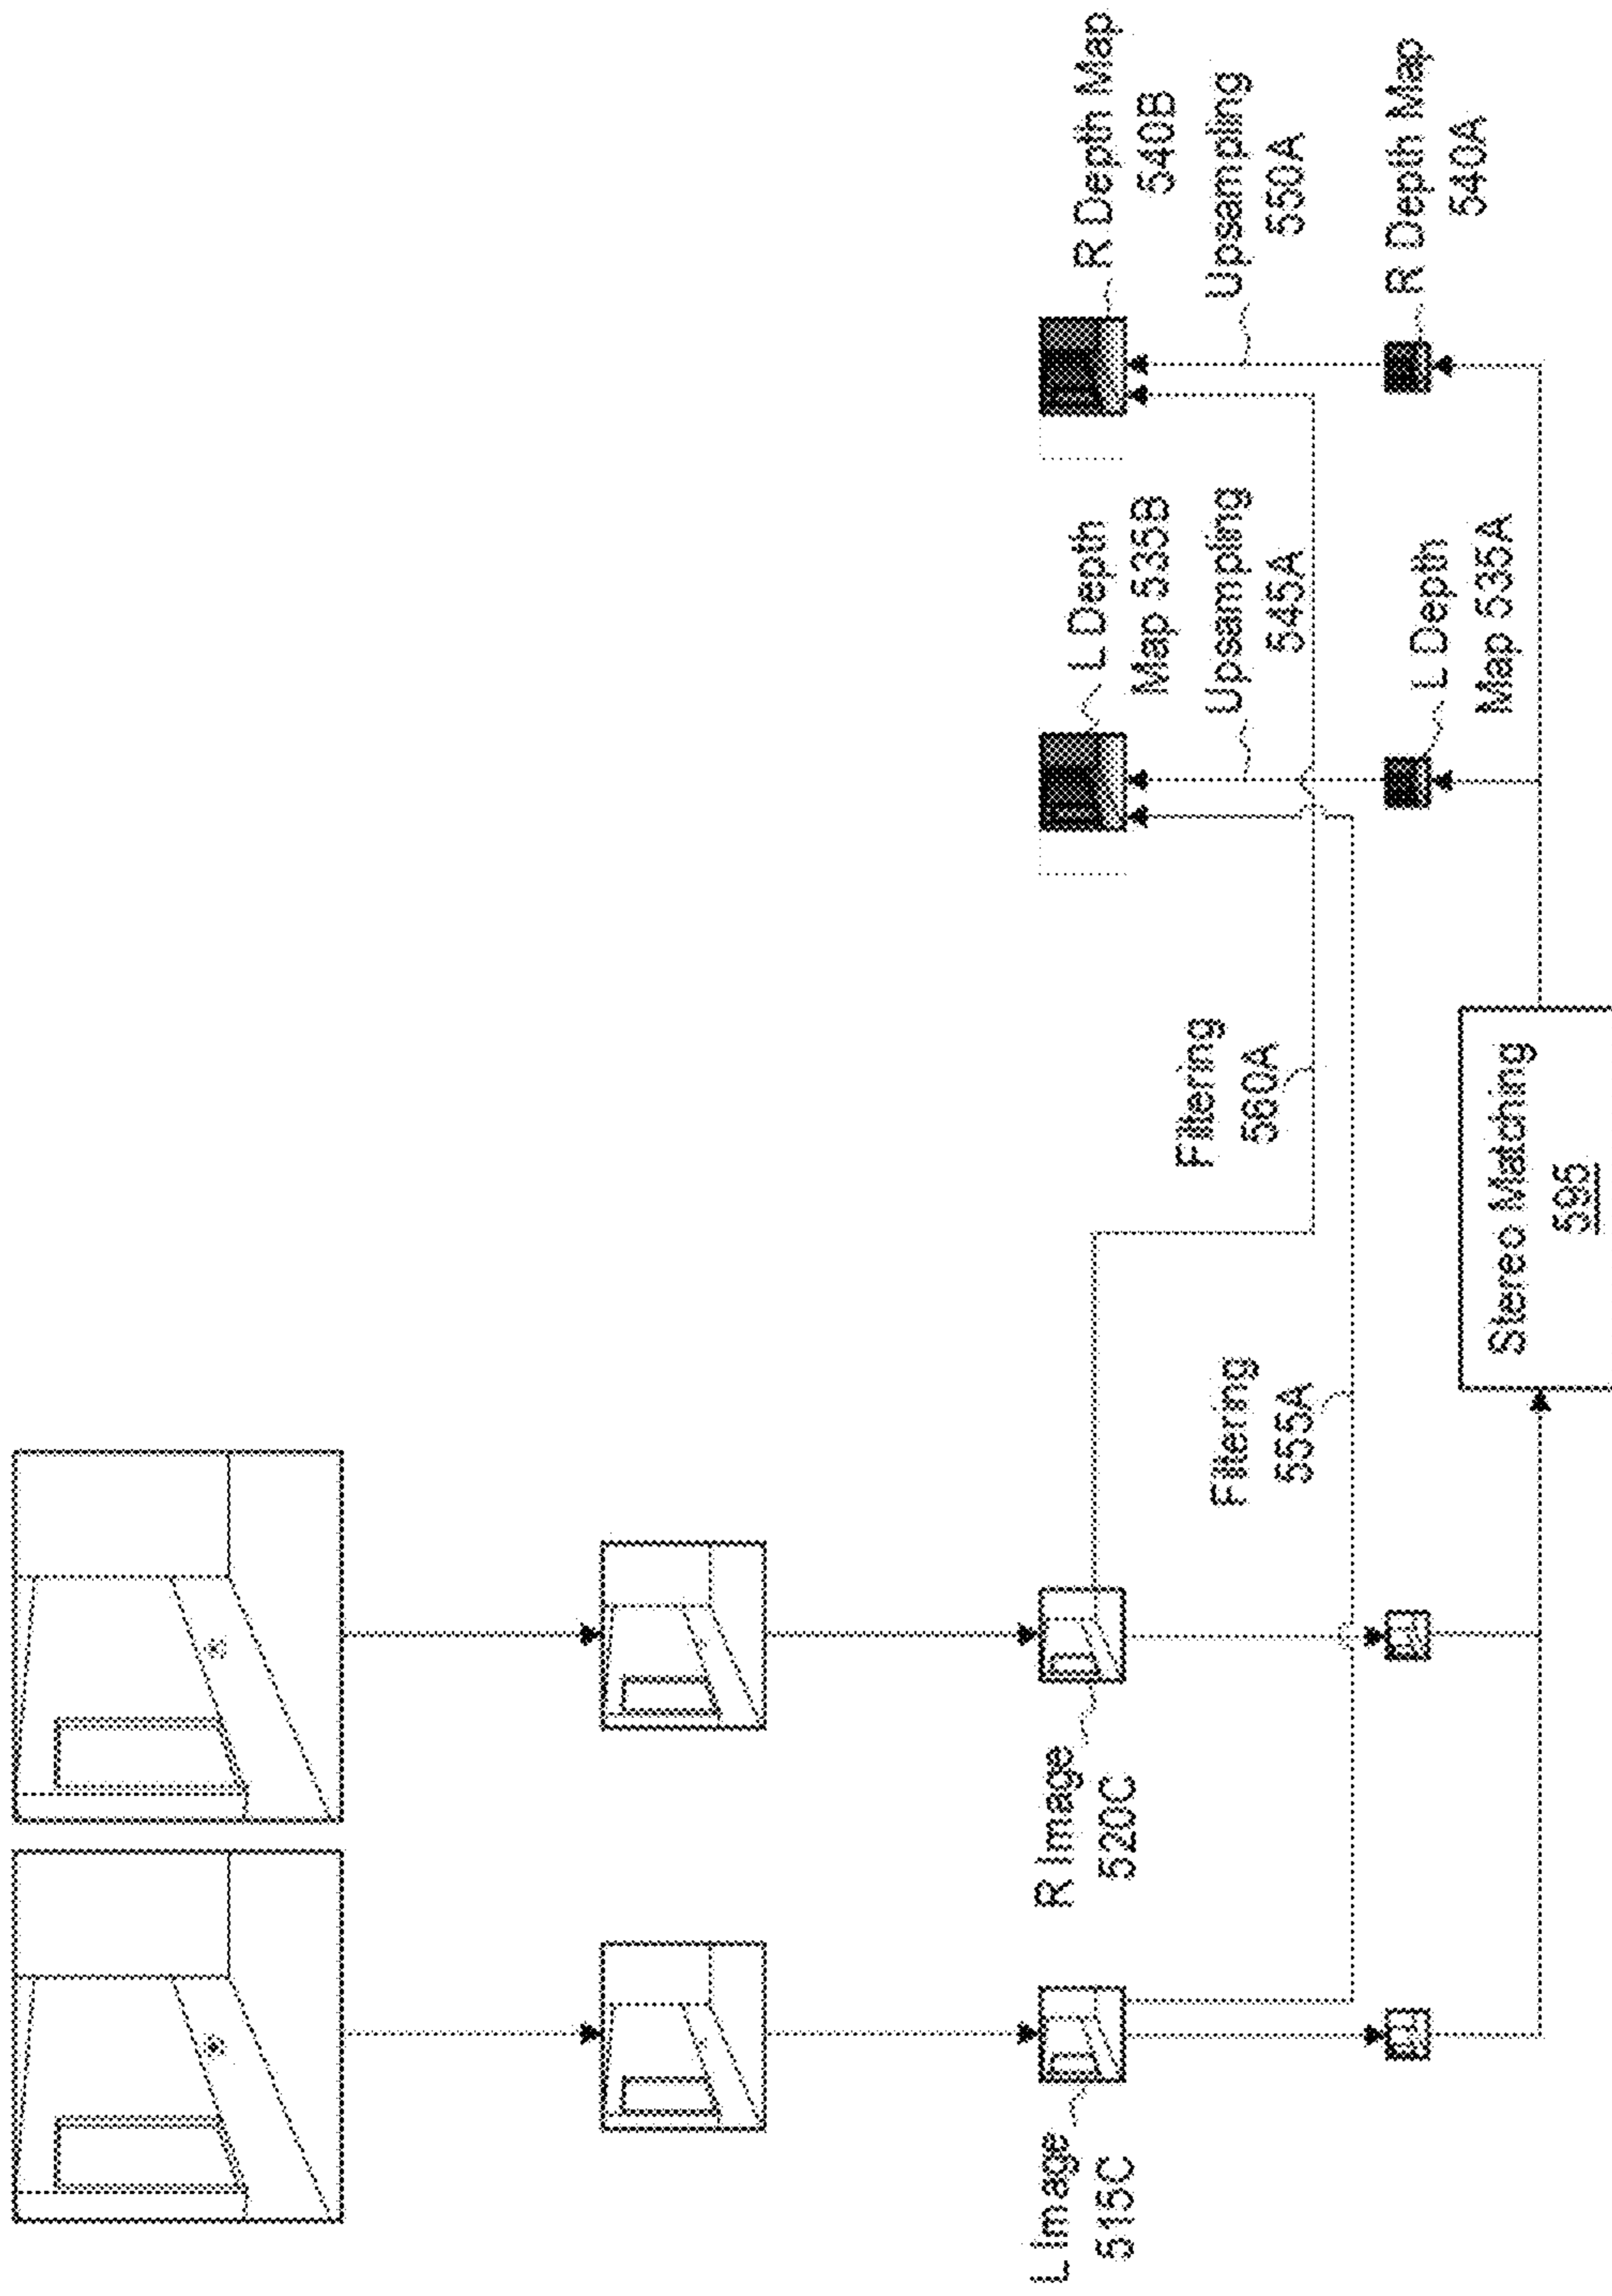 L Image
515C
R Image
520C
L Depth
Map 535B
R Depth Map
540B
Filtering
555A
Filtering
560A
Upsampling
545A
Upsampling
550A
L Depth
Map 535A
R Depth Map
540A
Stereo Matching
595